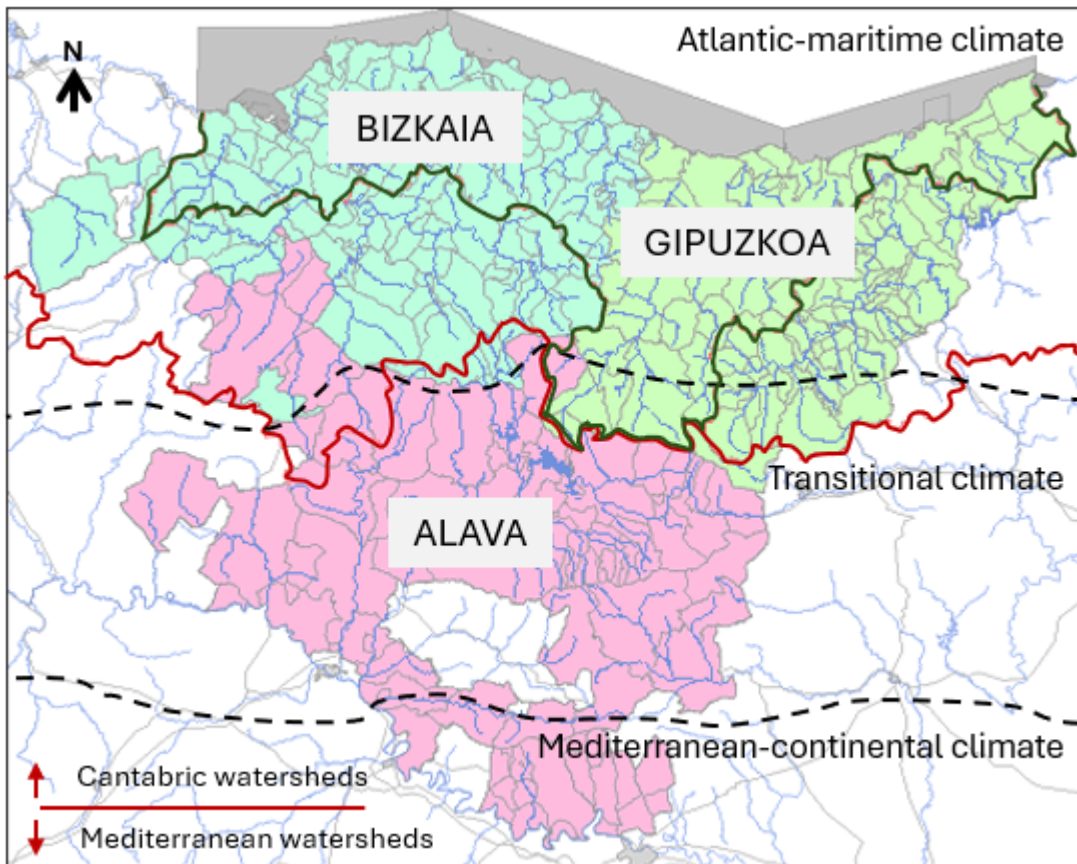 Atlantic-maritime climate
N
BIZKAIA
GIPUZKOA
Transitional climate
ALAVA
Mediterranean-continental climate
Cantabric watersheds
Mediterranean watersheds